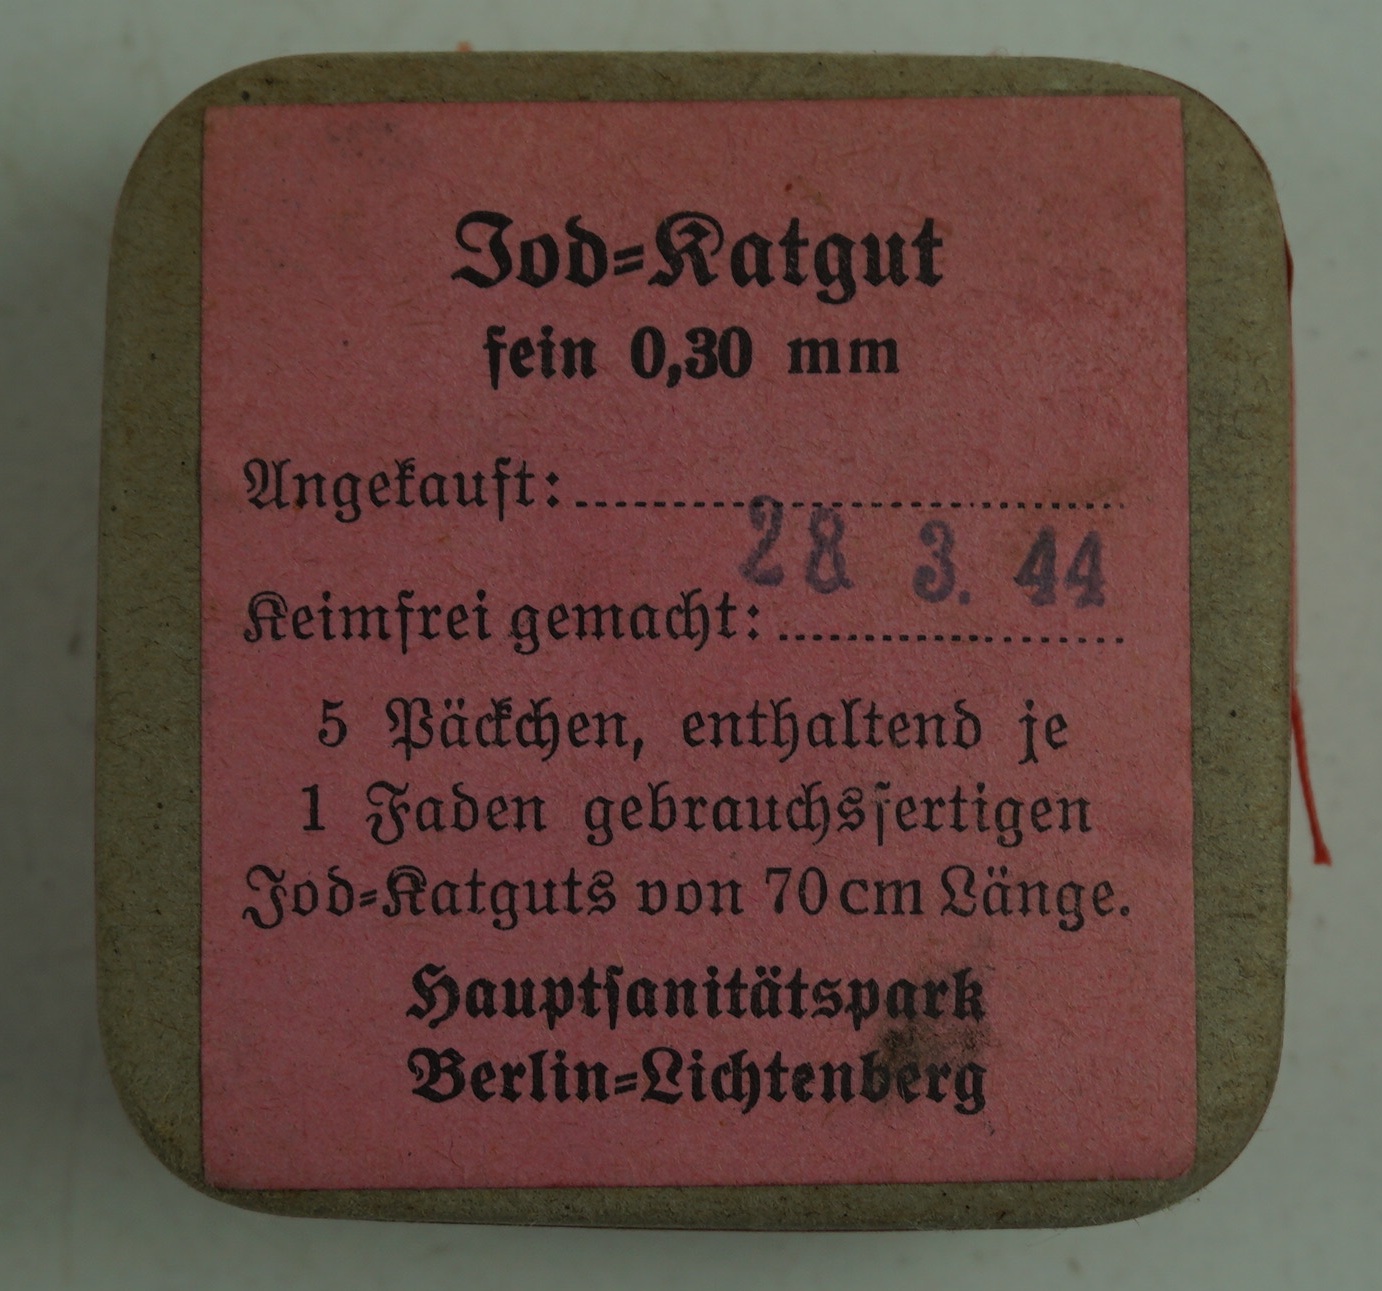 Jod=Katgut
fein 0,30 mm
Angekauft:
28 3. 44
Keimfrei gemacht:
5 Päckchen, enthaltend je
1 Faden gebrauchsfertigen
Jod=Katguts von 70 cm Länge.
Hauptsanitätspark
Berlin=Lichtenberg